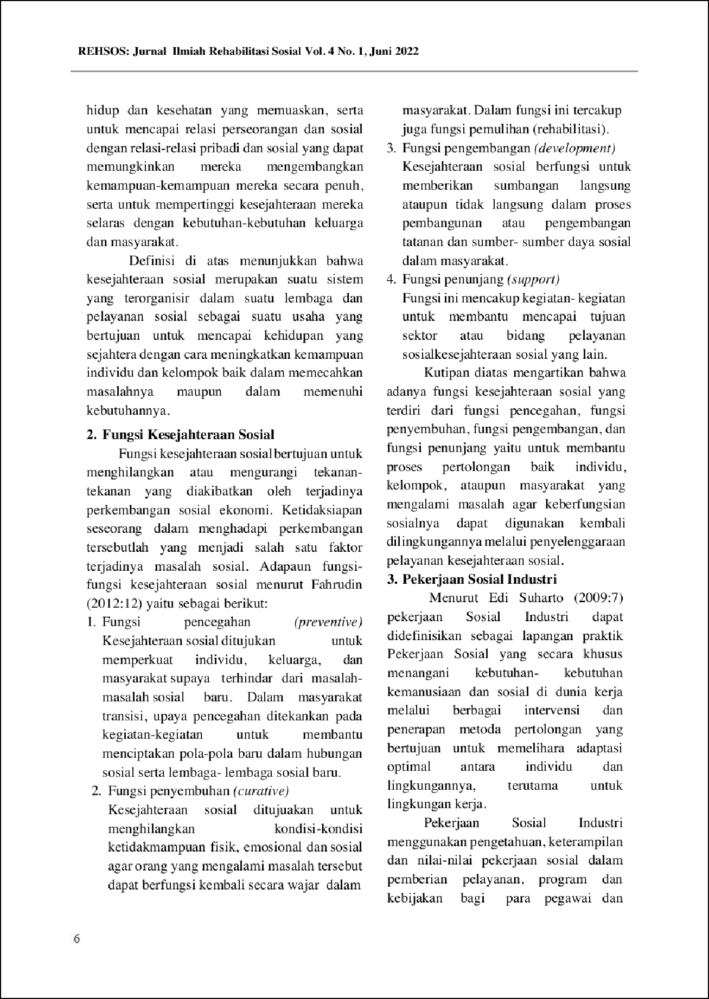 REHSOS: Jurnal Ilmiah Rehabilitasi Sosial Vol. 4 No. 1, Juni 2022
hidup dan kesehatan yang memuaskan, serta
untuk mencapai relasi perseorangan dan sosial
dengan relasi-relasi pribadi dan sosial yang dapat
memungkinkan mereka mengembangkan
kemampuan-kemampuan mereka secara penuh,
serta untuk mempertinggi kesejahteraan mereka
selaras dengan kebutuhan-kebutuhan keluarga
dan masyarakat.
Definisi di atas menunjukkan bahwa
kesejahteraan sosial merupakan suatu sistem
yang terorganisir dalam suatu lembaga dan
pelayanan sosial sebagai suatu usaha yang
bertujuan untuk mencapai kehidupan yang
sejahtera dengan cara meningkatkan kemampuan
individu dan kelompok baik dalam memecahkan
masalahnya maupun dalam memenuhi
kebutuhannya.
2. Fungsi Kesejahteraan Sosial
Fungsi kesejahteraan sosial bertujuan untuk
menghilangkan atau mengurangi tekanan-
tekanan yang diakibatkan oleh terjadinya
perkembangan sosial ekonomi. Ketidaksiapan
seseorang dalam menghadapi perkembangan
tersebutlah yang menjadi salah satu faktor
terjadinya masalah sosial. Adapaun fungsi-
fungsi kesejahteraan sosial menurut Fahrudin
(2012:12) yaitu sebagai berikut:
1. Fungsi pencegahan (preventive)
Kesejahteraan sosial ditujukan untuk
memperkuat individu, keluarga, dan
masyarakat supaya terhindar dari masalah-
masalah sosial baru. Dalam masyarakat
transisi, upaya pencegahan ditekankan pada
kegiatan-kegiatan untuk membantu
menciptakan pola-pola baru dalam hubungan
sosial serta lembaga- lembaga sosial baru.
2. Fungsi penyembuhan (curative)
Kesejahteraan sosial ditujuakan untuk
menghilangkan kondisi-kondisi
ketidakmampuan fisik, emosional dan sosial
agar orang yang mengalami masalah tersebut
dapat berfungsi kembali secara wajar dalam
masyarakat. Dalam fungsi ini tercakup
juga fungsi pemulihan (rehabilitasi).
3. Fungsi pengembangan (development)
Kesejahteraan sosial berfungsi untuk
memberikan sumbangan langsung
ataupun tidak langsung dalam proses
pembangunan atau pengembangan
tatanan dan sumber- sumber daya sosial
dalam masyarakat.
4. Fungsi penunjang (support)
Fungsi ini mencakup kegiatan- kegiatan
untuk membantu mencapai tujuan
sektor atau bidang pelayanan
sosialkesejahteraan sosial yang lain.
Kutipan diatas mengartikan bahwa
adanya fungsi kesejahteraan sosial yang
terdiri dari fungsi pencegahan, fungsi
penyembuhan, fungsi pengembangan, dan
fungsi penunjang yaitu untuk membantu
proses pertolongan baik individu,
kelompok, ataupun masyarakat yang
mengalami masalah agar keberfungsian
sosialnya dapat digunakan kembali
dilingkungannya melalui penyelenggaraan
pelayanan kesejahteraan sosial.
3. Pekerjaan Sosial Industri
Menurut Edi Suharto (2009:7)
pekerjaan Sosial Industri dapat
didefinisikan sebagai lapangan praktik
Pekerjaan Sosial yang secara khusus
menangani kebutuhan- kebutuhan
kemanusiaan dan sosial di dunia kerja
melalui berbagai intervensi dan
penerapan metoda pertolongan yang
bertujuan untuk memelihara adaptasi
optimal antara individu dan
lingkungannya, terutama untuk
lingkungan kerja.
Pekerjaan Sosial Industri
menggunakan pengetahuan, keterampilan
dan nilai-nilai pekerjaan sosial dalam
pemberian pelayanan, program dan
kebijakan bagi para pegawai dan
6